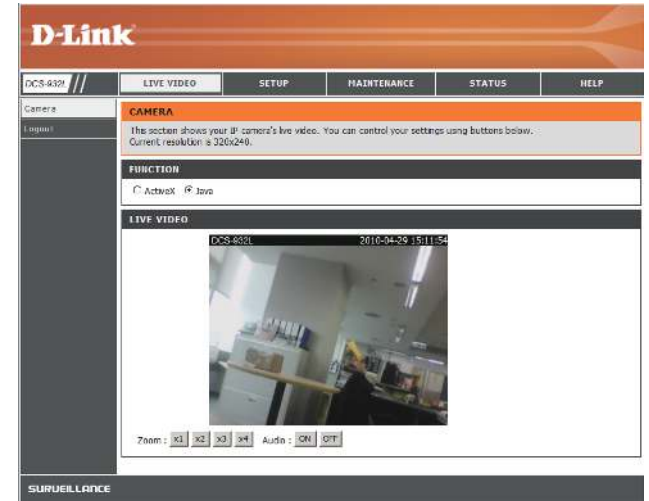 D-Link
DCS-932L
LIVE VIDEO
SETUP
MAINTENANCE
STATUS
HELP
Camera
Logout
CAMERA
This section shows your IP camera's live video. You can control your settings using buttons below.
Current resolution is 320x240.
FUNCTION
ActiveX Java
LIVE VIDEO
DCS-932L 2010-04-29 15:11:54
Zoom : x1 x2 x3 x4 Audio : ON OFF
SURVEILLANCE